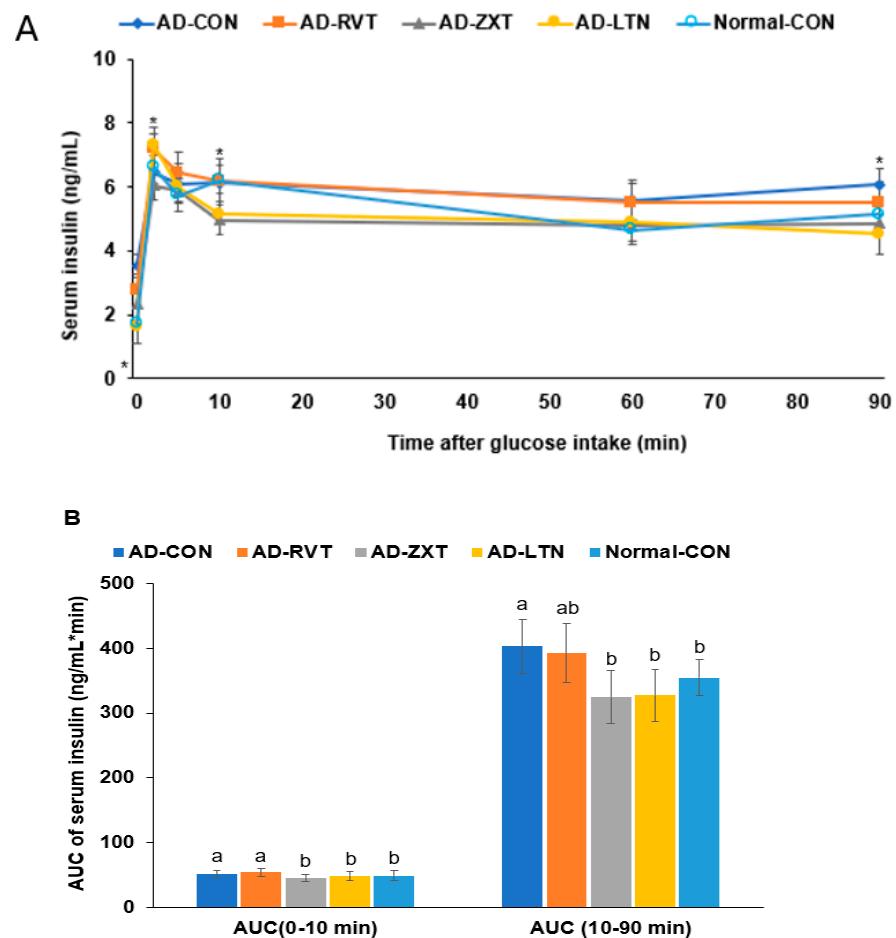 A
AD-CON AD-RVT AD-ZXT AD-LTN Normal-CON
10
8
6
4
2
0
Serum insulin (ng/mL)
* * * *
0 10 20 30 40 50 60 70 80 90
Time after glucose intake (min)
B
AD-CON AD-RVT AD-ZXT AD-LTN Normal-CON
500
400
300
200
100
0
AUC of serum insulin (ng/mL*min)
a a b b b
a ab b b b
AUC(0-10 min) AUC (10-90 min)